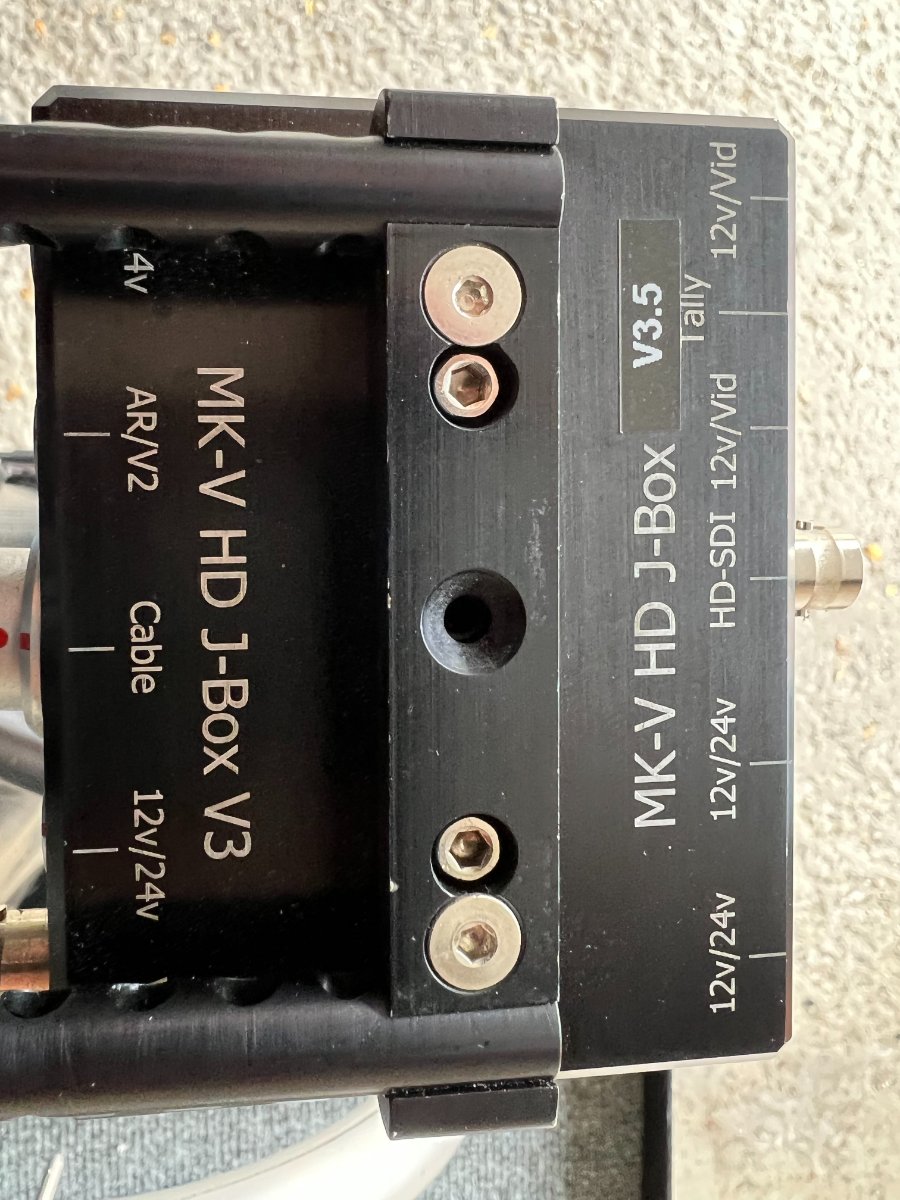 MK-V HD J-Box V3
4v
AR/V2
Cable
12v/24v
V3.5
MK-V HD J-Box
12v/24v
12v/24v
HD-SDI
12v/Vid
Tally
12v/Vid